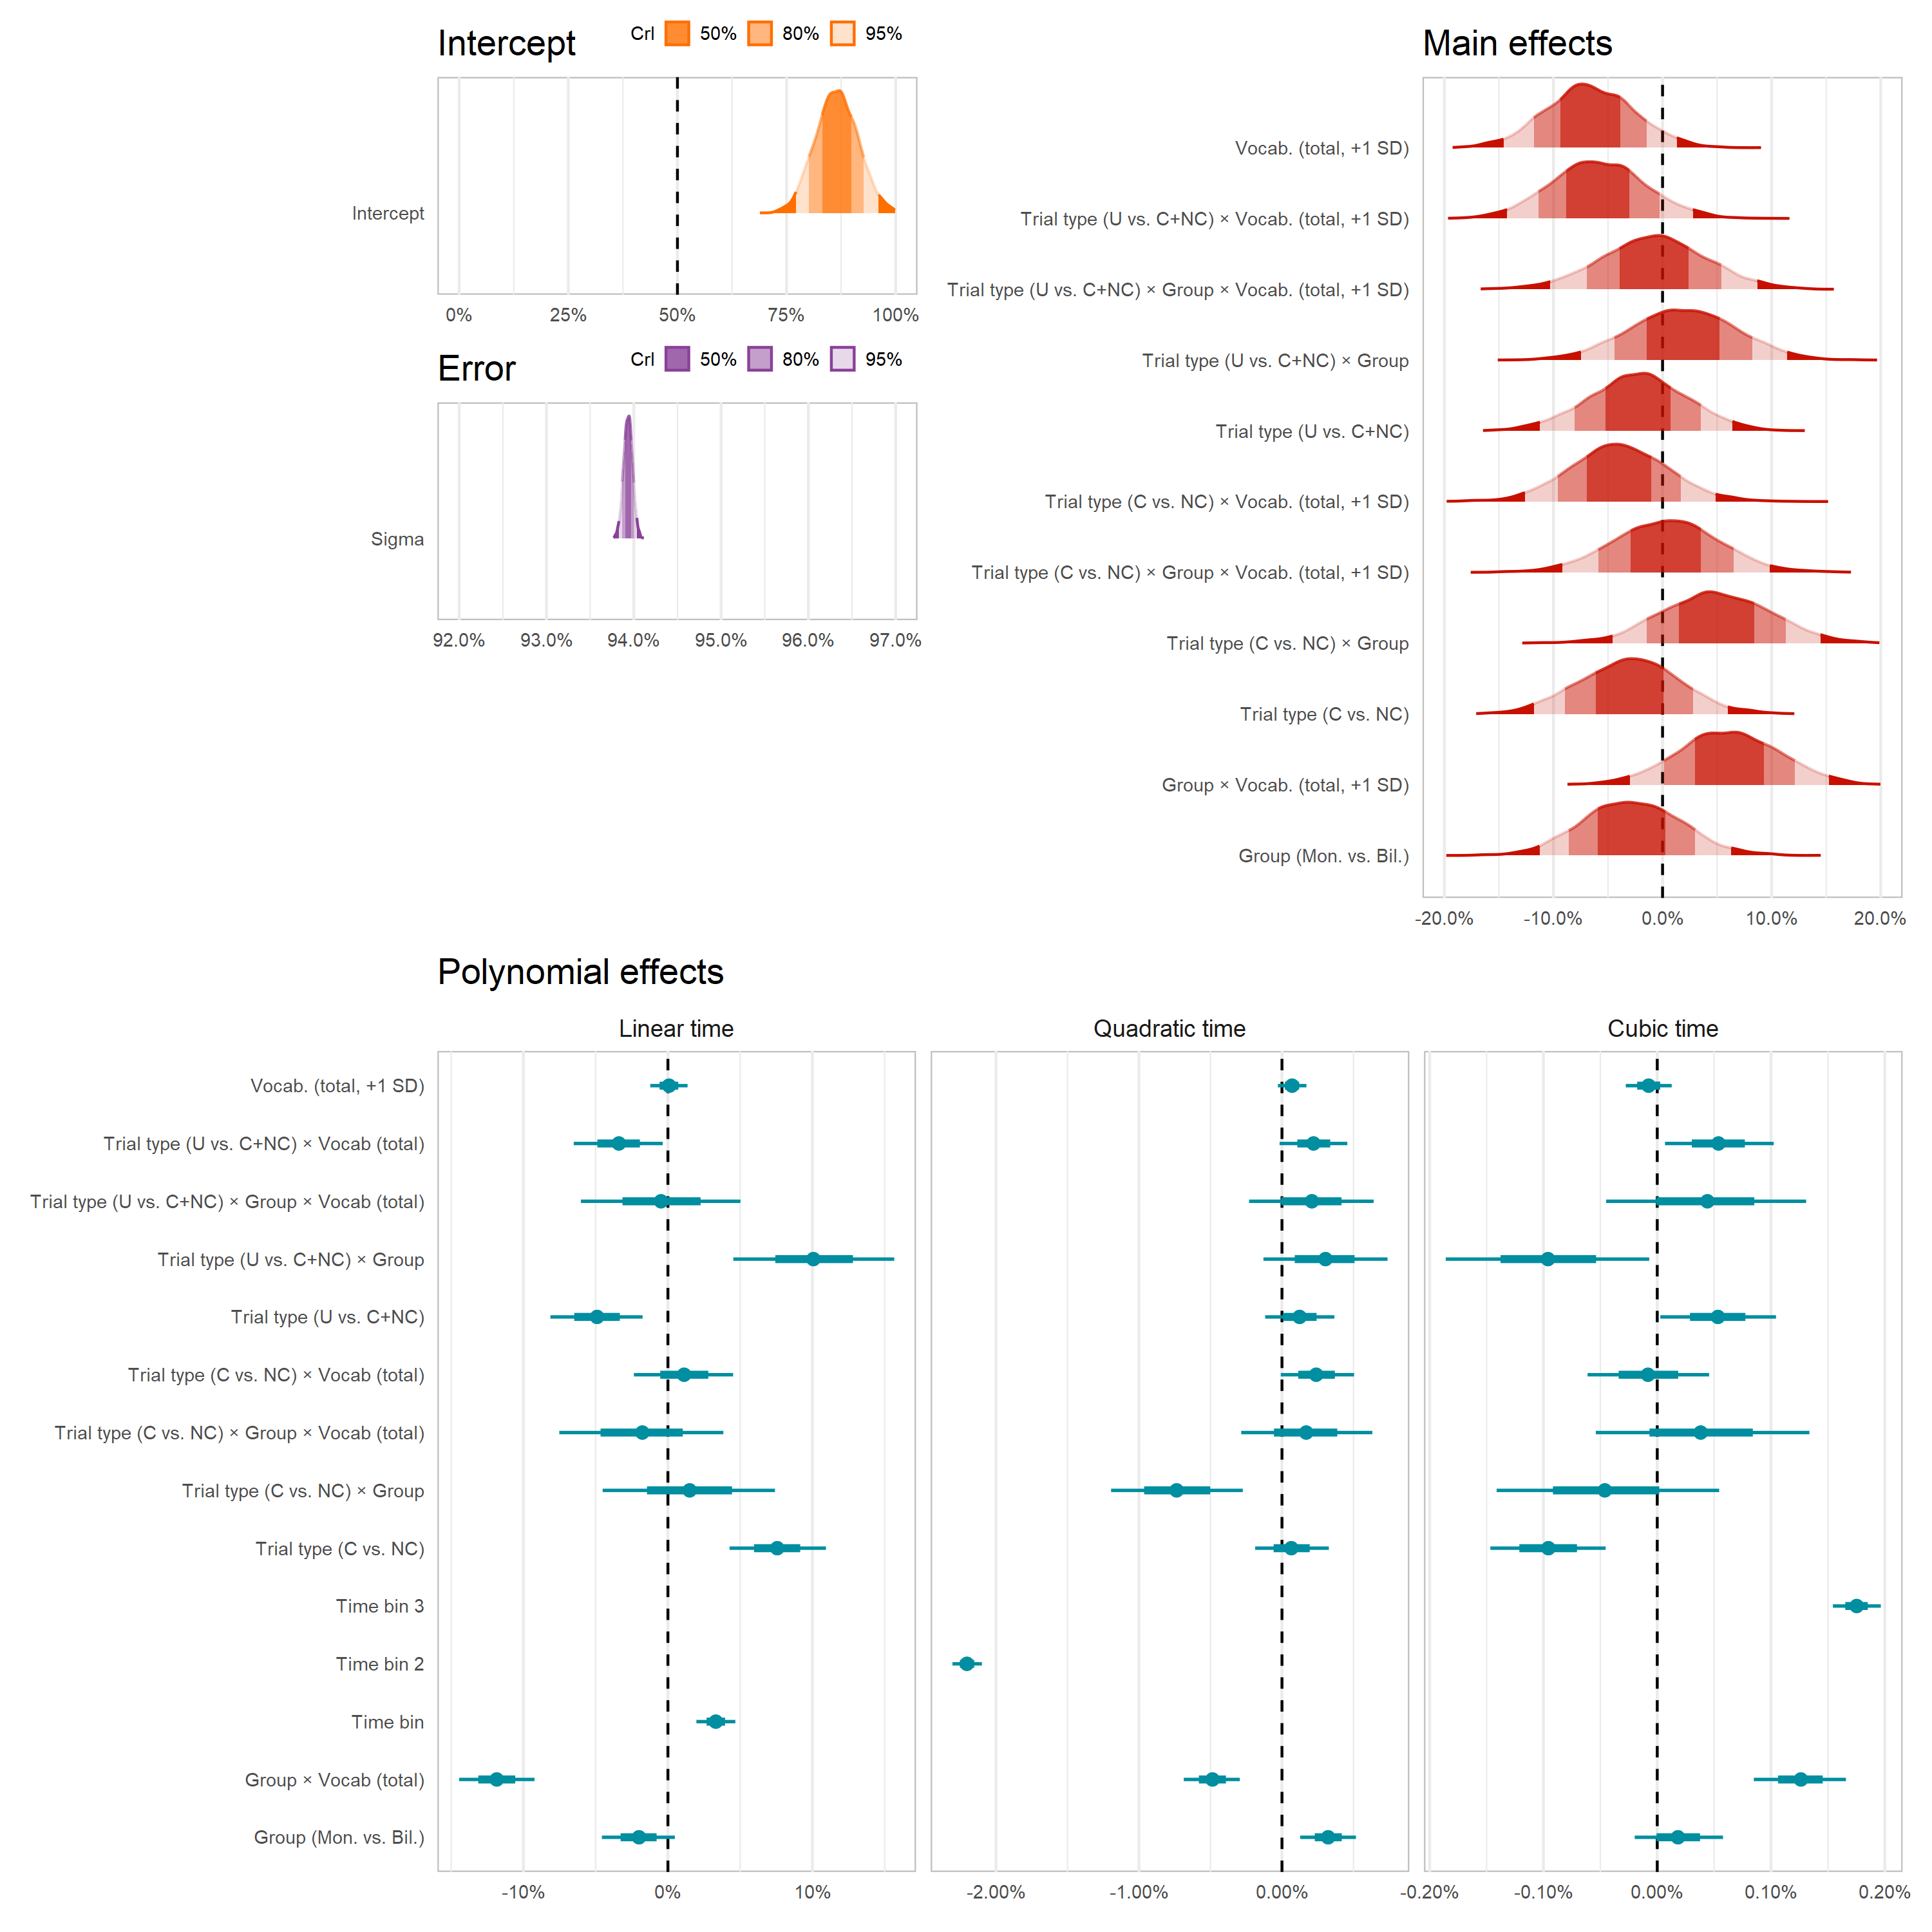 Intercept
CrI 50% 80% 95%
Intercept
0% 25% 50% 75% 100%
Error
CrI 50% 80% 95%
Sigma
92.0% 93.0% 94.0% 95.0% 96.0% 97.0%
Main effects
Vocab. (total, +1 SD)
Trial type (U vs. C+NC) × Vocab. (total, +1 SD)
Trial type (U vs. C+NC) × Group × Vocab. (total, +1 SD)
Trial type (U vs. C+NC) × Group
Trial type (U vs. C+NC)
Trial type (C vs. NC) × Vocab. (total, +1 SD)
Trial type (C vs. NC) × Group × Vocab. (total, +1 SD)
Trial type (C vs. NC) × Group
Trial type (C vs. NC)
Group × Vocab. (total, +1 SD)
Group (Mon. vs. Bil.)
-20.0% -10.0% 0.0% 10.0% 20.0%
Polynomial effects
Linear time Quadratic time Cubic time
Vocab. (total, +1 SD)
Trial type (U vs. C+NC) × Vocab (total)
Trial type (U vs. C+NC) × Group × Vocab (total)
Trial type (U vs. C+NC) × Group
Trial type (U vs. C+NC)
Trial type (C vs. NC) × Vocab (total)
Trial type (C vs. NC) × Group × Vocab (total)
Trial type (C vs. NC) × Group
Trial type (C vs. NC)
Time bin 3
Time bin 2
Time bin
Group × Vocab (total)
Group (Mon. vs. Bil.)
-10% 0% 10% -2.00% -1.00% 0.00% -0.20% -0.10% 0.00% 0.10% 0.20%